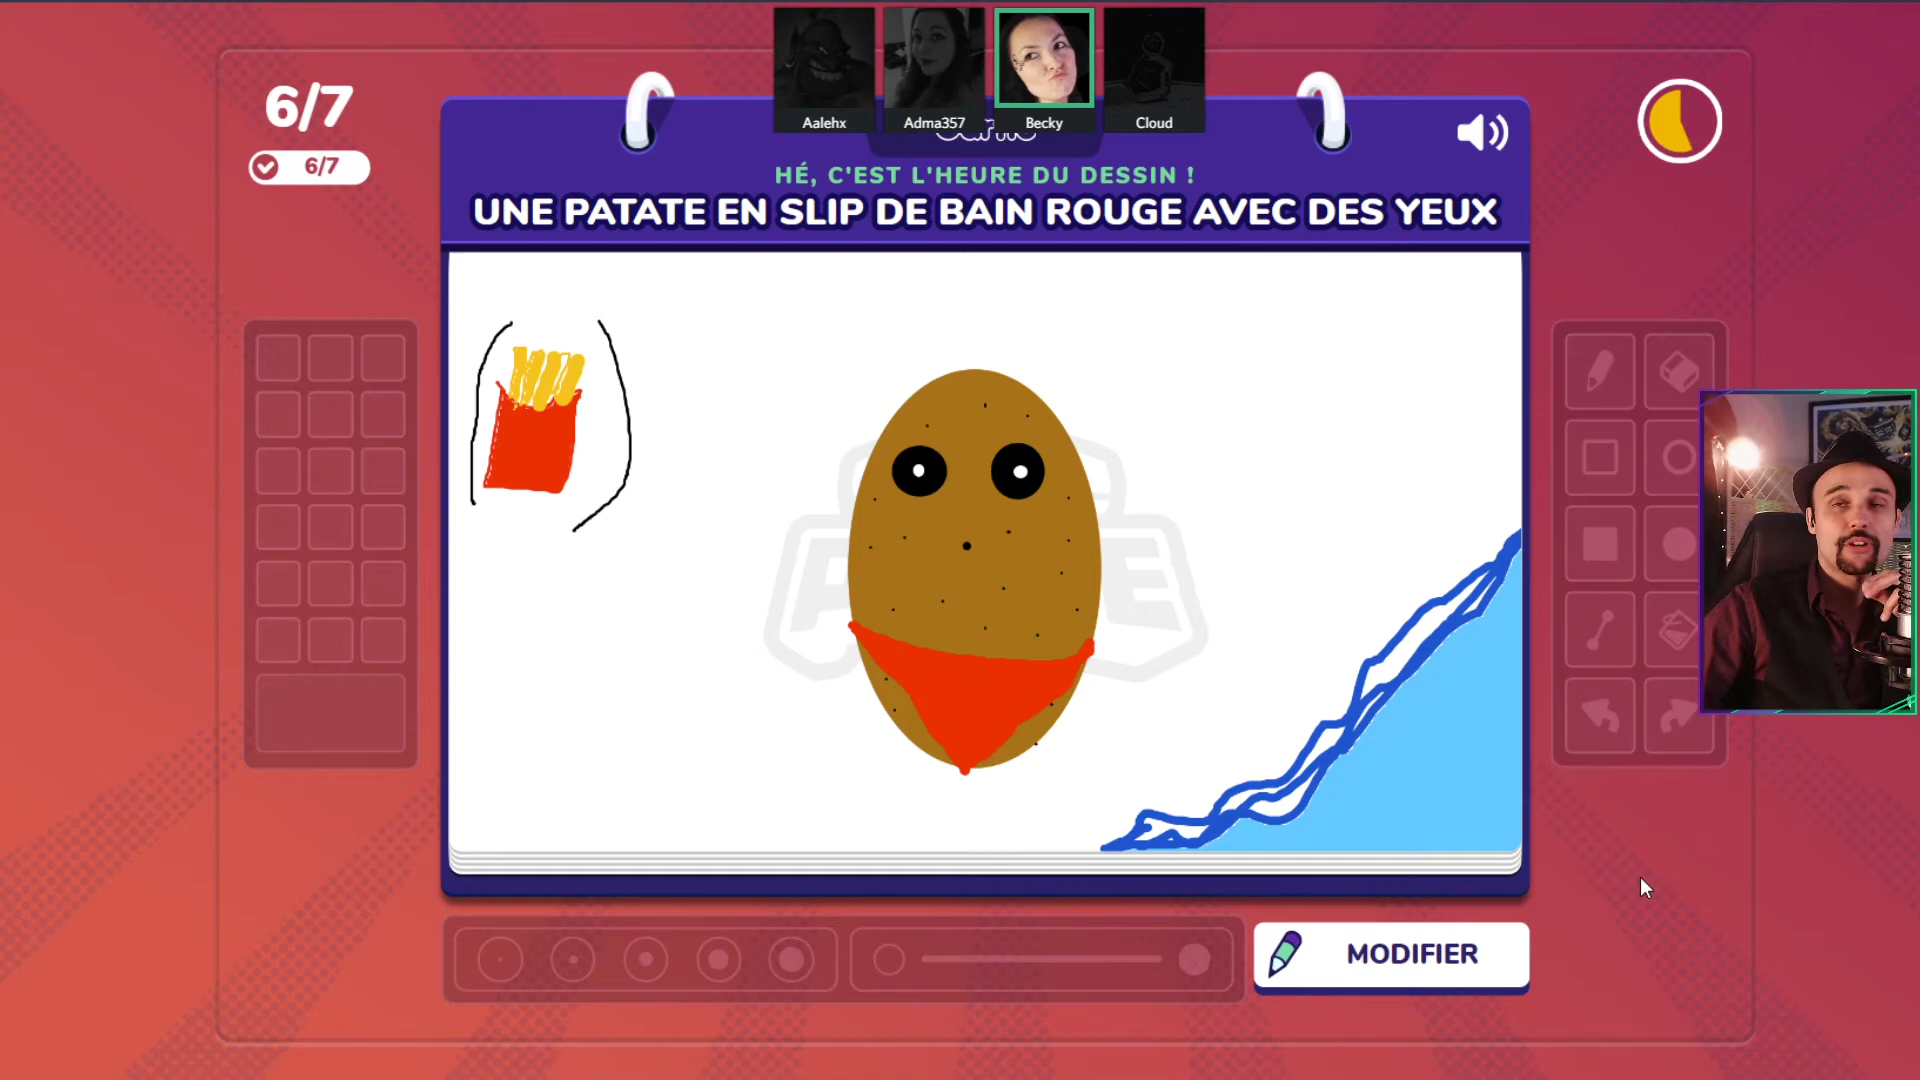 Aalehx
Adma357
Becky
Cloud
6/7
6/7
HÉ, C'EST L'HEURE DU DESSIN !
UNE PATATE EN SLIP DE BAIN ROUGE AVEC DES YEUX
MODIFIER